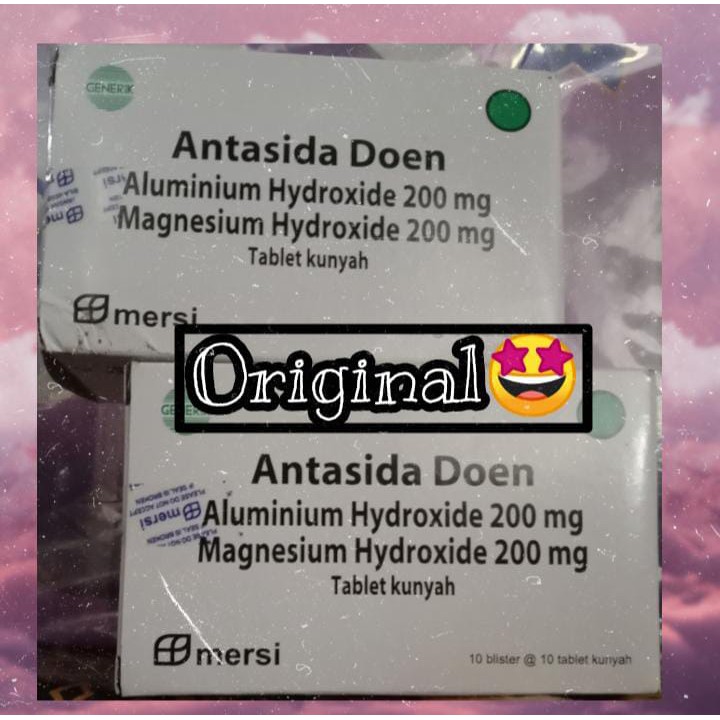 GENERIK
Antasida Doen
Aluminium Hydroxide 200 mg
Magnesium Hydroxide 200 mg
Tablet kunyah
mersi
Original
Antasida Doen
mersi
Aluminium Hydroxide 200 mg
Magnesium Hydroxide 200 mg
Tablet kunyah
mersi
10 blister @ 10 tablet kunyah